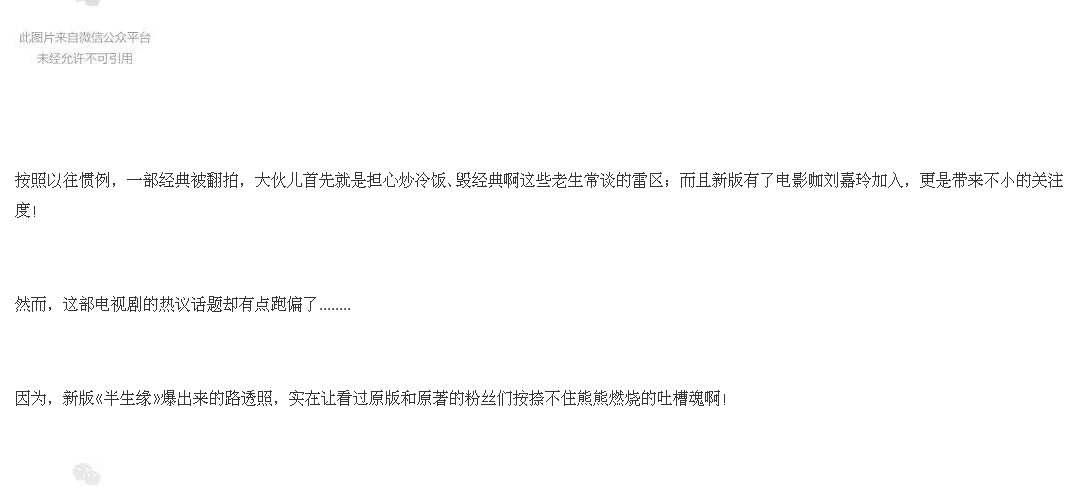 此图片来自微信公众平台
未经允许不可引用
按照以往惯例，一部经典被翻拍，大伙儿首先就是担心炒冷饭、毁经典啊这些老生常谈的雷区；而且新版有了电影咖刘嘉玲加入，更是带来不小的关注
度！
然而，这部电视剧的热议话题却有点跑偏了........
因为，新版《半生缘》爆出来的路透照，实在让看过原版和原著的粉丝们按捺不住熊熊燃烧的吐槽魂啊！